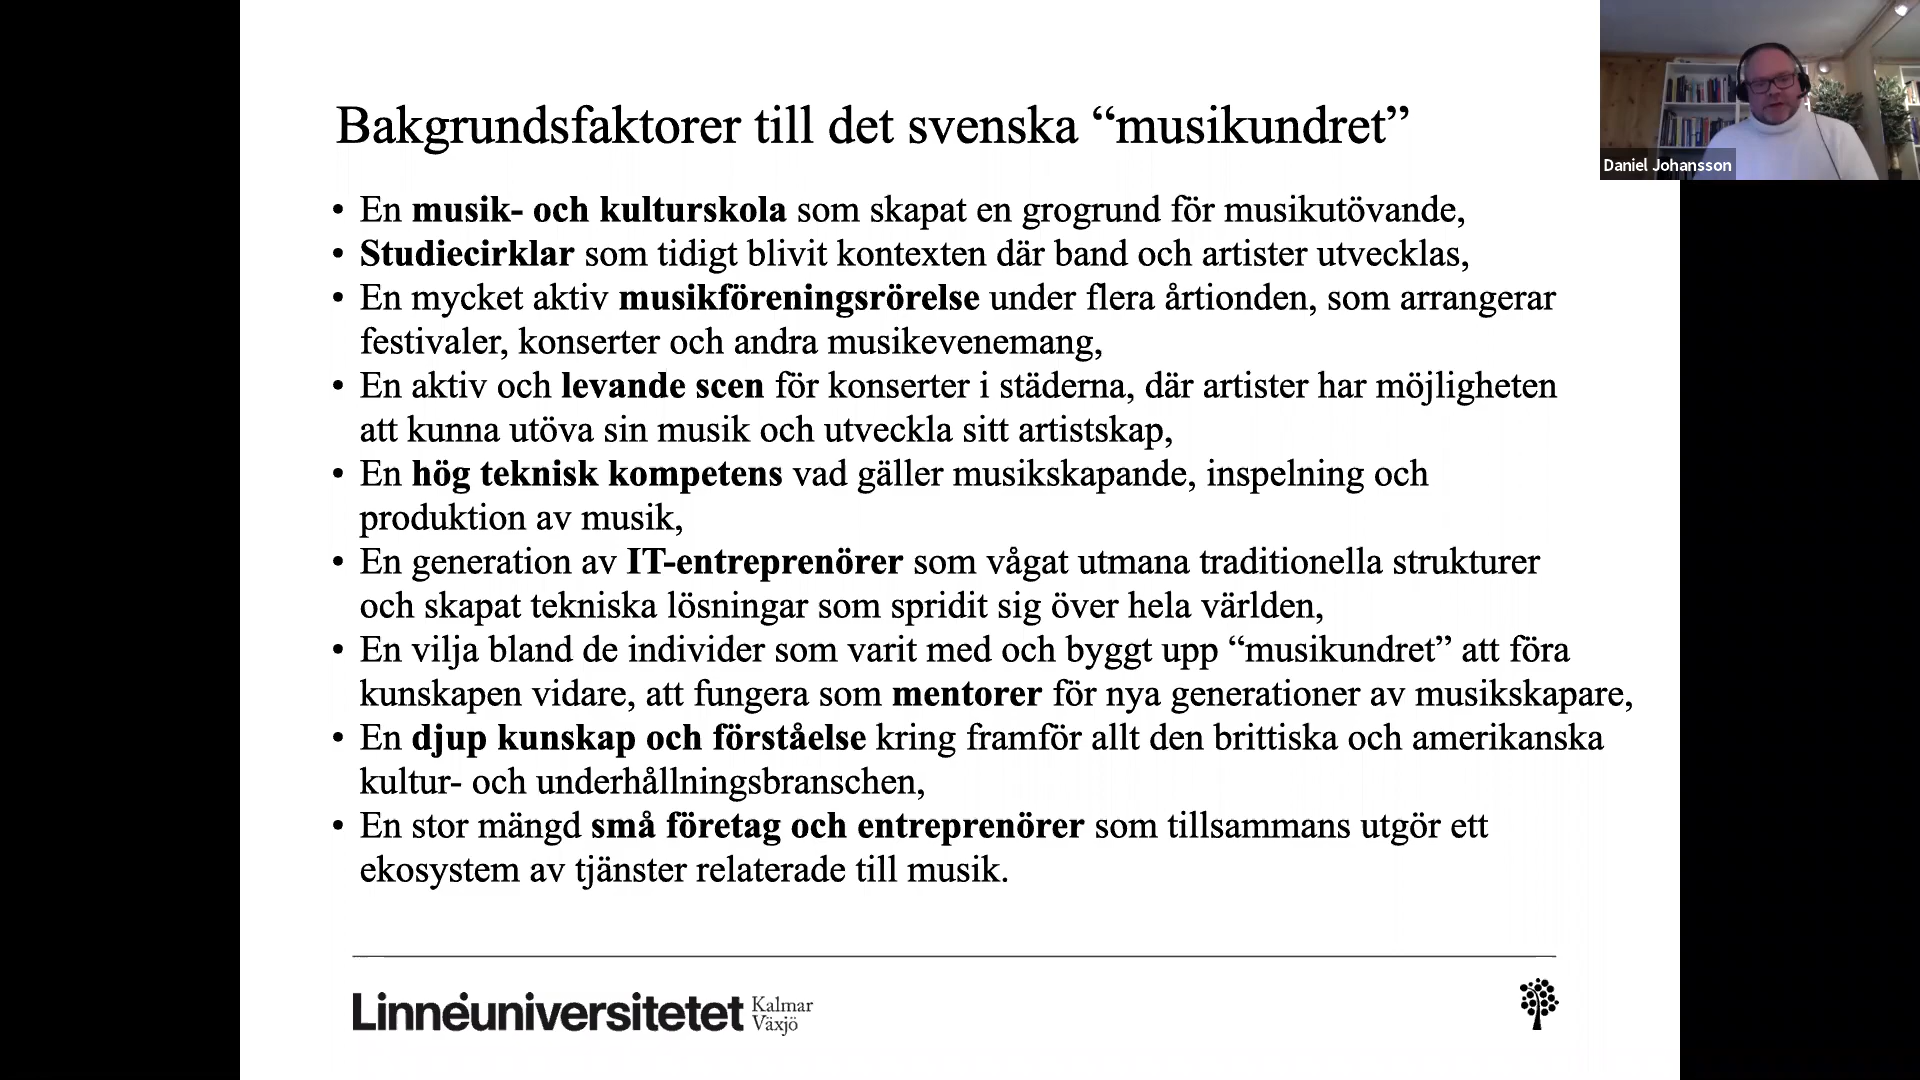 Bakgrundsfaktorer till det svenska “musikundret”
• En musik- och kulturskola som skapat en grogrund för musikutövande,
• Studiecirklar som tidigt blivit kontexten där band och artister utvecklas,
• En mycket aktiv musikföreningsrörelse under flera årtionden, som arrangerar
festivaler, konserter och andra musikevenemang,
• En aktiv och levande scen för konserter i städerna, där artister har möjligheten
att kunna utöva sin musik och utveckla sitt artistskap,
• En hög teknisk kompetens vad gäller musikskapande, inspelning och
produktion av musik,
• En generation av IT-entreprenörer som vågat utmana traditionella strukturer
och skapat tekniska lösningar som spridit sig över hela världen,
• En vilja bland de individer som varit med och byggt upp “musikundret” att föra
kunskapen vidare, att fungera som mentorer för nya generationer av musikskapare,
• En djup kunskap och förståelse kring framför allt den brittiska och amerikanska
kultur- och underhållningsbranschen,
• En stor mängd små företag och entreprenörer som tillsammans utgör ett
ekosystem av tjänster relaterade till musik.
Linnéuniversitetet
Kalmar
Växjö
Daniel Johansson